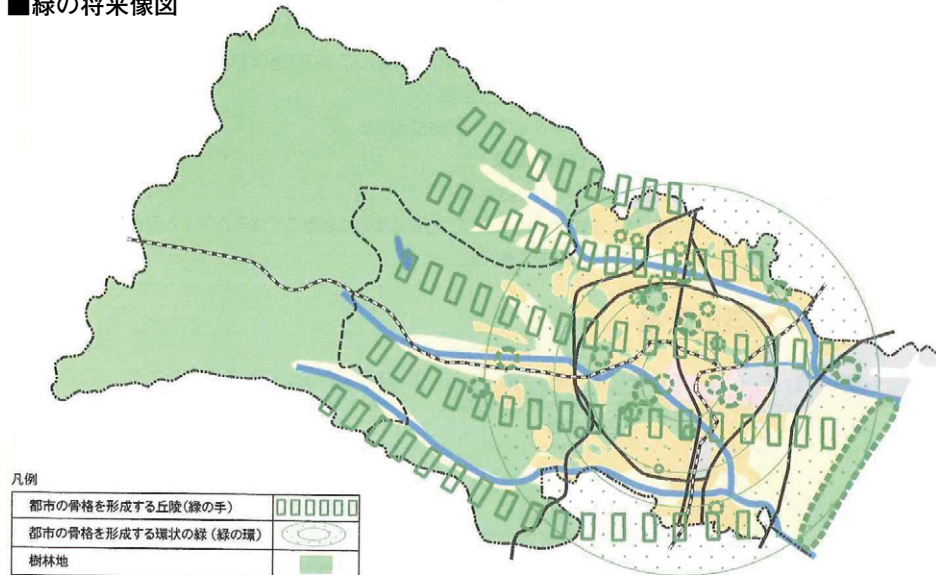 ■緑の将来像図
凡例
都市の骨格を形成する丘陵(緑の手)
都市の骨格を形成する環状の緑(緑の環)
樹林地